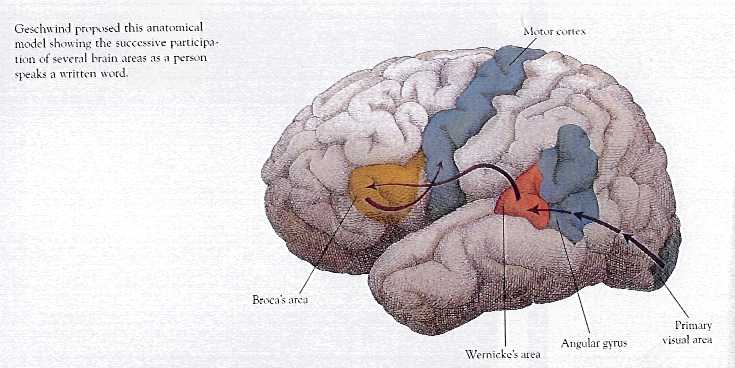 Geschwind proposed this anatomical
model showing the successive participa-
tion of several brain areas as a person
speaks a written word.
Motor cortex
Broca's area
Wernicke's area
Angular gyrus
Primary
visual area